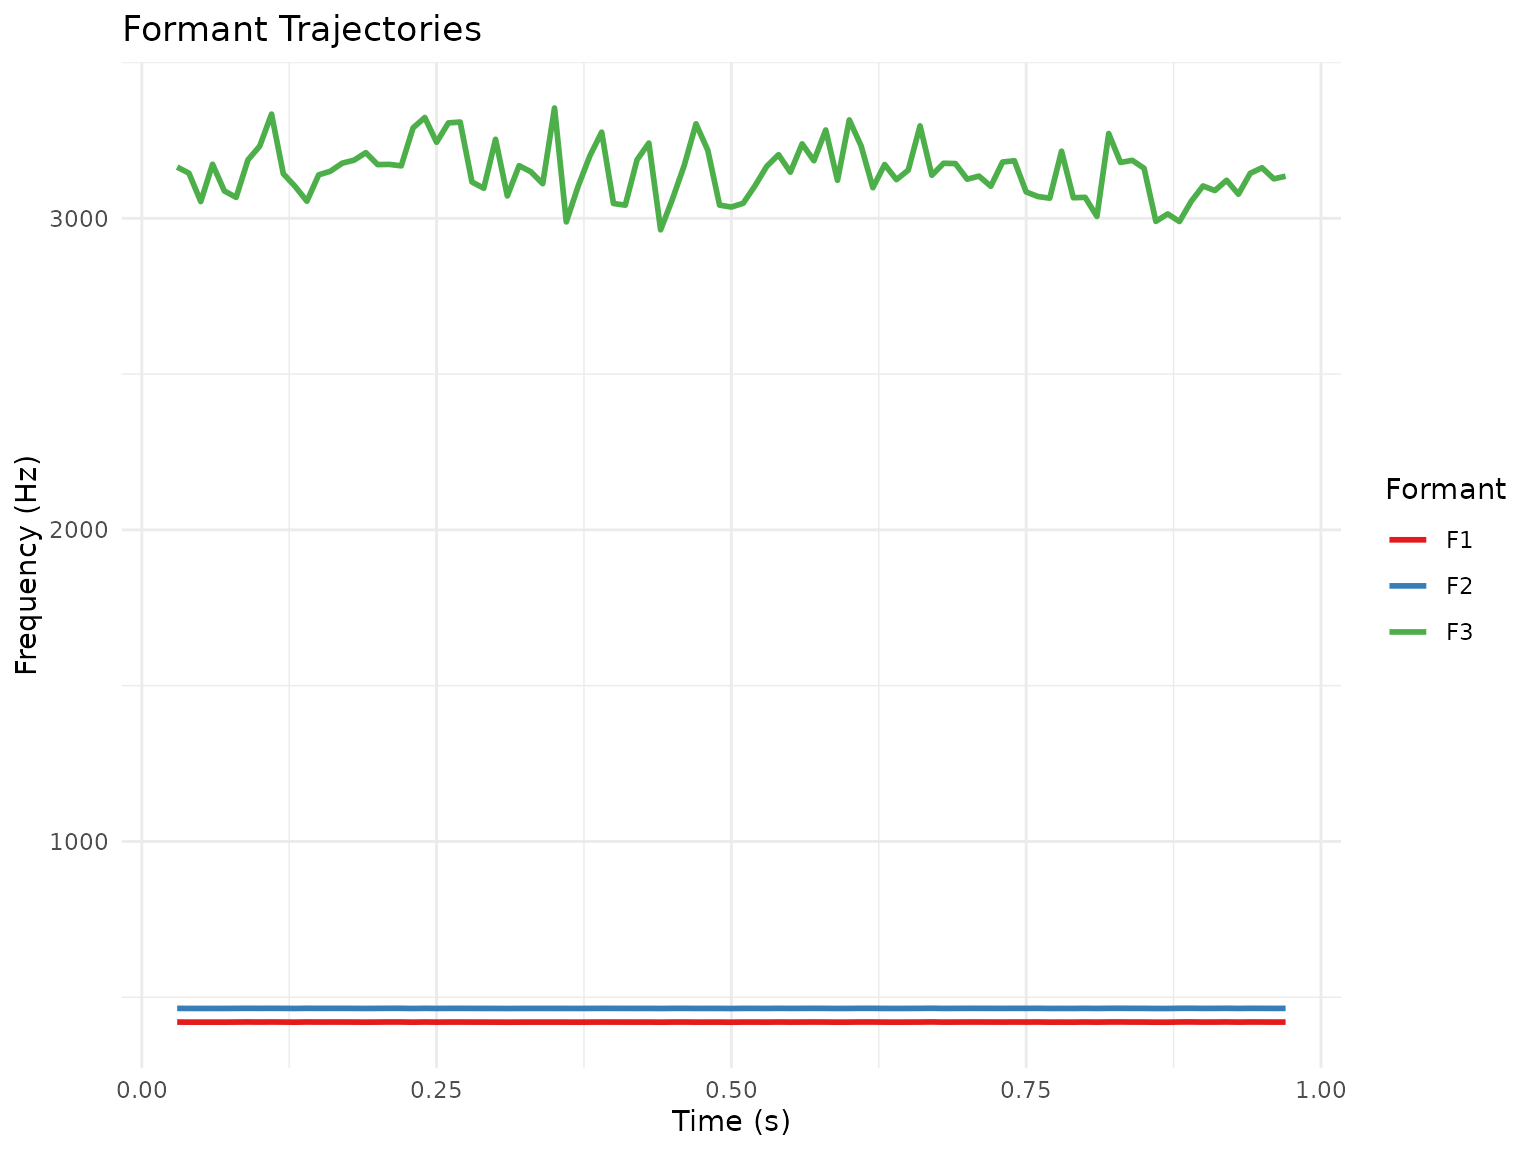 Formant Trajectories
Frequency (Hz)
3000
2000
1000
0.00
0.25
0.50
0.75
1.00
Time (s)
Formant
F1
F2
F3